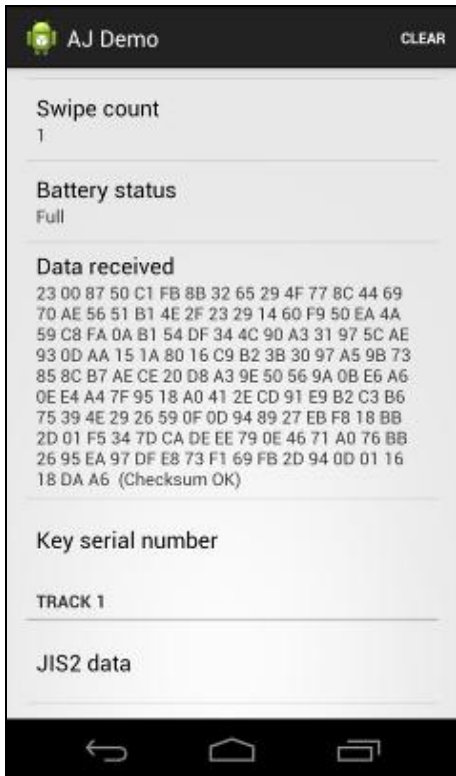 AJ Demo CLEAR
Swipe count
1
Battery status
Full
Data received
23 00 87 50 C1 FB 8B 32 65 29 4F 77 8C 44 69
70 AE 56 51 B1 4E 2F 23 29 14 60 F9 50 EA 4A
59 C8 FA 0A B1 54 DF 34 4C 90 A3 31 97 5C AE
93 0D AA 15 1A 80 16 C9 B2 3B 30 97 A5 9B 73
85 8C B7 AE CE 20 D8 A3 9E 50 56 9A 0B E6 A6
0E E4 A4 7F 95 18 A0 41 2E CD 91 E9 B2 C3 B6
75 39 4E 29 26 59 0F 0D 94 89 27 EB F8 18 BB
2D 01 F5 34 7D CA DE EE 79 0E 46 71 A0 76 BB
26 95 EA 97 DF E8 73 F1 69 FB 2D 94 0D 01 16
18 DA A6 (Checksum OK)
Key serial number
TRACK 1
JIS2 data